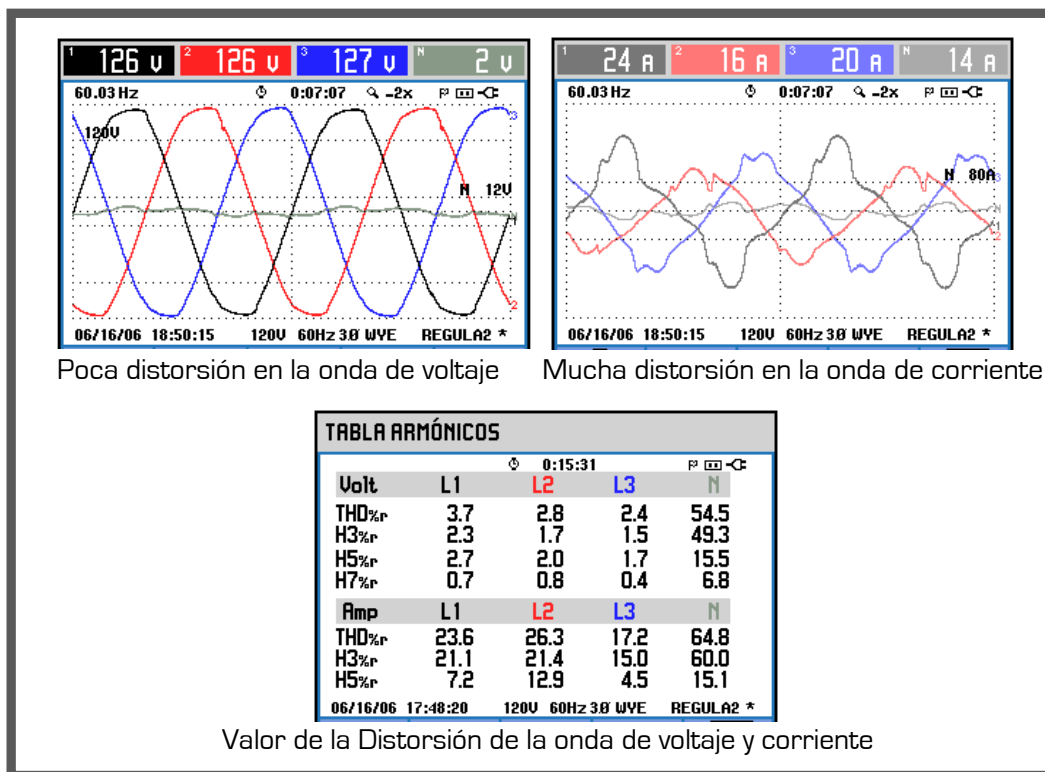 1 126 V 2 126 V 3 127 V N 2 V
60.03 Hz 0:07:07 -2x
120V
3
N 12V
N
1
2
06/16/06 18:50:15 120V 60Hz 3Ø WYE REGULA2 *
Poca distorsión en la onda de voltaje
1 24 A 2 16 A 3 20 A N 14 A
60.03 Hz 0:07:07 -2x
N 80A
3
N
1
2
06/16/06 18:50:15 120V 60Hz 3Ø WYE REGULA2 *
Mucha distorsión en la onda de corriente
TABLA ARMÓNICOS
0:15:31
Volt L1 L2 L3 N
THD%r 3.7 2.8 2.4 54.5
H3%r 2.3 1.7 1.5 49.3
H5%r 2.7 2.0 1.7 15.5
H7%r 0.7 0.8 0.4 6.8
Amp L1 L2 L3 N
THD%r 23.6 26.3 17.2 64.8
H3%r 21.1 21.4 15.0 60.0
H5%r 7.2 12.9 4.5 15.1
06/16/06 17:48:20 120V 60Hz 3Ø WYE REGULA2 *
Valor de la Distorsión de la onda de voltaje y corriente